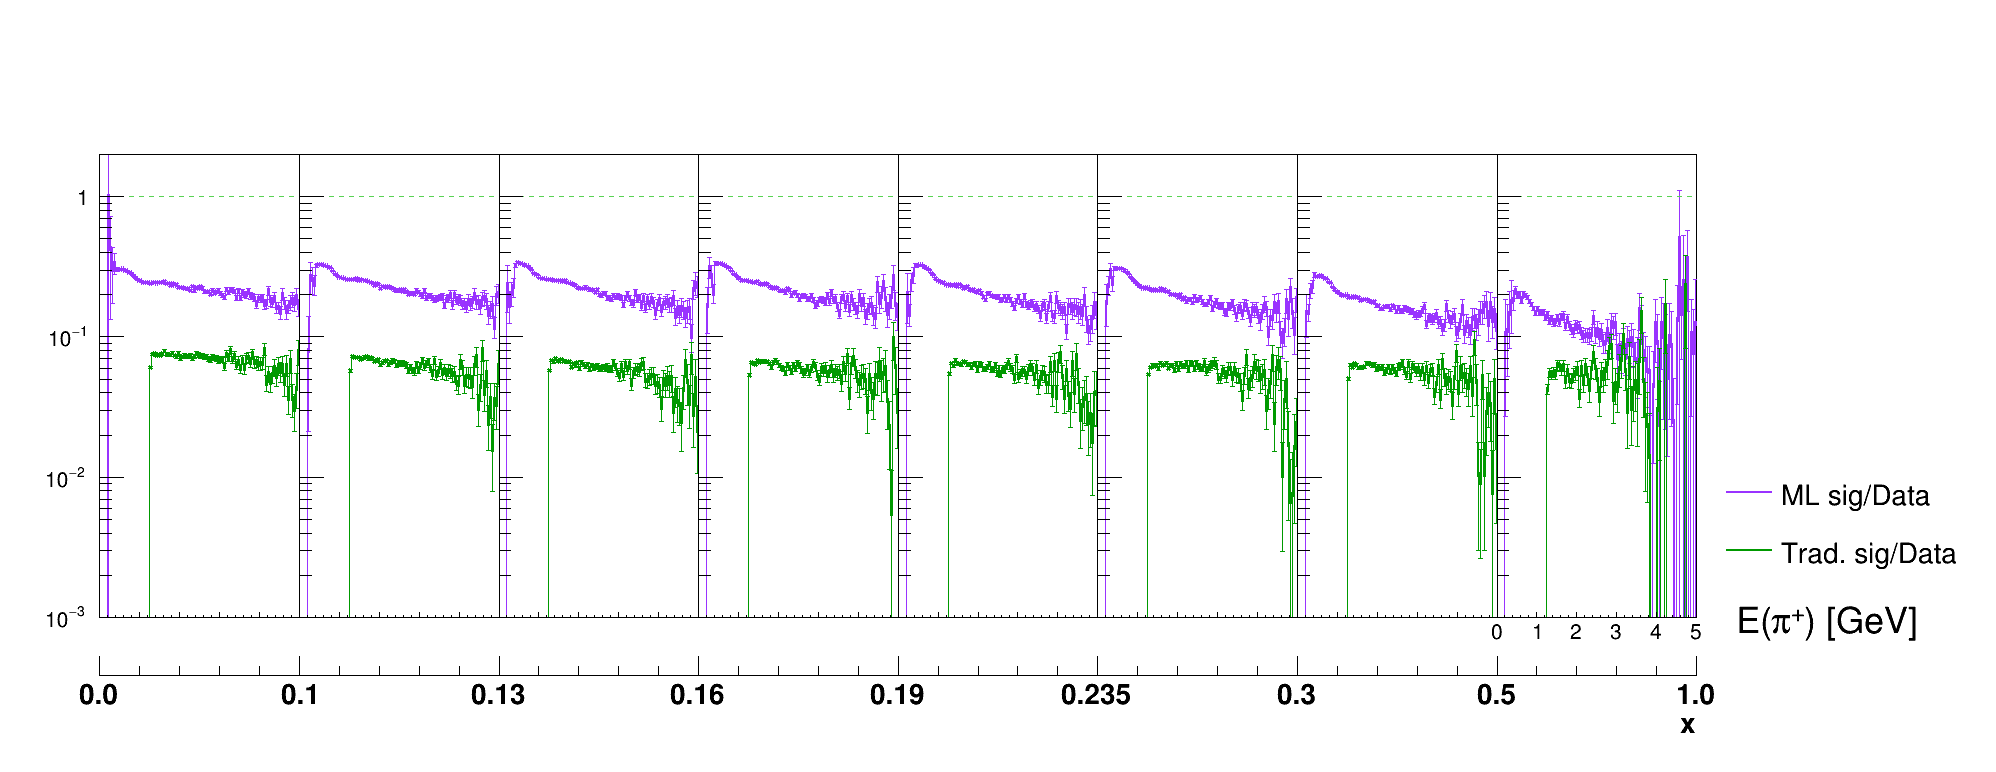 1
10⁻¹
10⁻²
10⁻³
ML sig/Data
Trad. sig/Data
0 1 2 3 4 5
E(π⁺) [GeV]
0.0 0.1 0.13 0.16 0.19 0.235 0.3 0.5 1.0
x